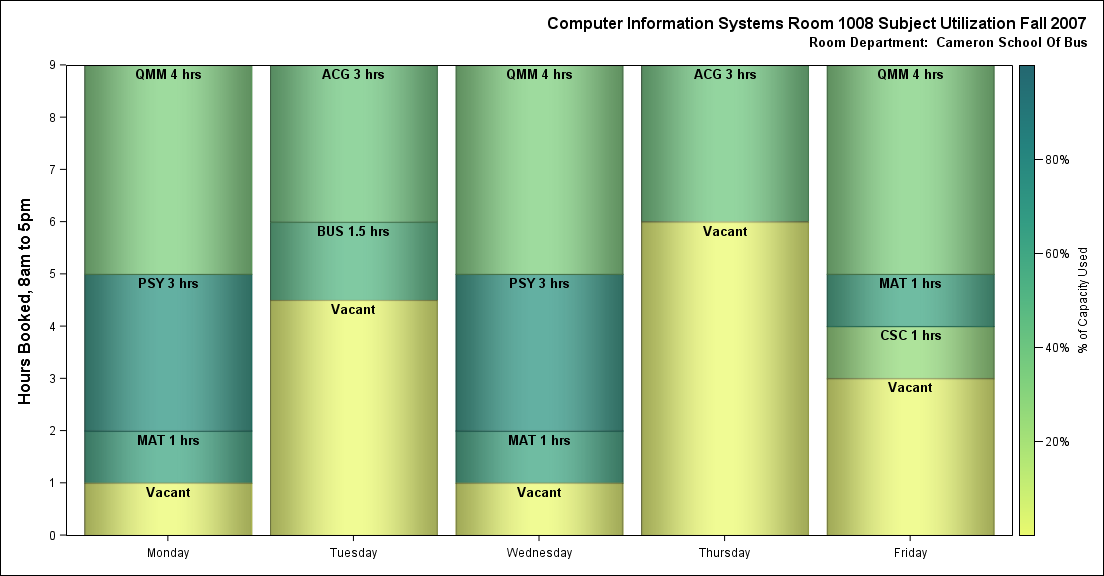 Computer Information Systems Room 1008 Subject Utilization Fall 2007
Room Department:  Cameron School Of Bus
Hours Booked, 8am to 5pm
9
8
7
6
5
4
3
2
1
0
QMM 4 hrs
PSY 3 hrs
MAT 1 hrs
Vacant
ACG 3 hrs
BUS 1.5 hrs
Vacant
QMM 4 hrs
PSY 3 hrs
MAT 1 hrs
Vacant
ACG 3 hrs
Vacant
QMM 4 hrs
MAT 1 hrs
CSC 1 hrs
Vacant
Monday
Tuesday
Wednesday
Thursday
Friday
80%
60%
40%
20%
% of Capacity Used